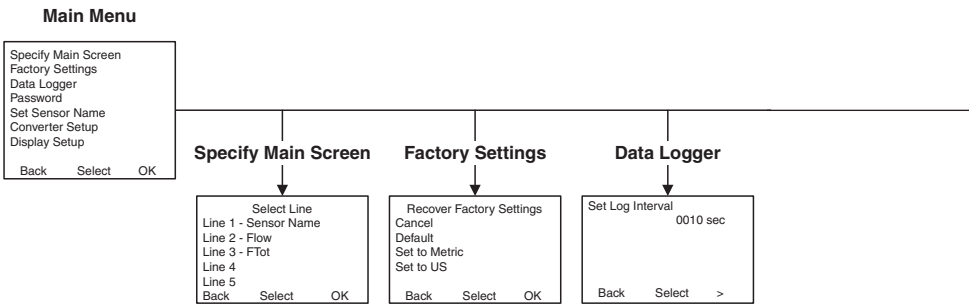 Main Menu
Specify Main Screen
Factory Settings
Data Logger
Password
Set Sensor Name
Converter Setup
Display Setup
Back Select OK
Specify Main Screen
Select Line
Line 1 - Sensor Name
Line 2 - Flow
Line 3 - FTot
Line 4
Line 5
Back Select OK
Factory Settings
Recover Factory Settings
Cancel
Default
Set to Metric
Set to US
Back Select OK
Data Logger
Set Log Interval
0010 sec
Back Select >